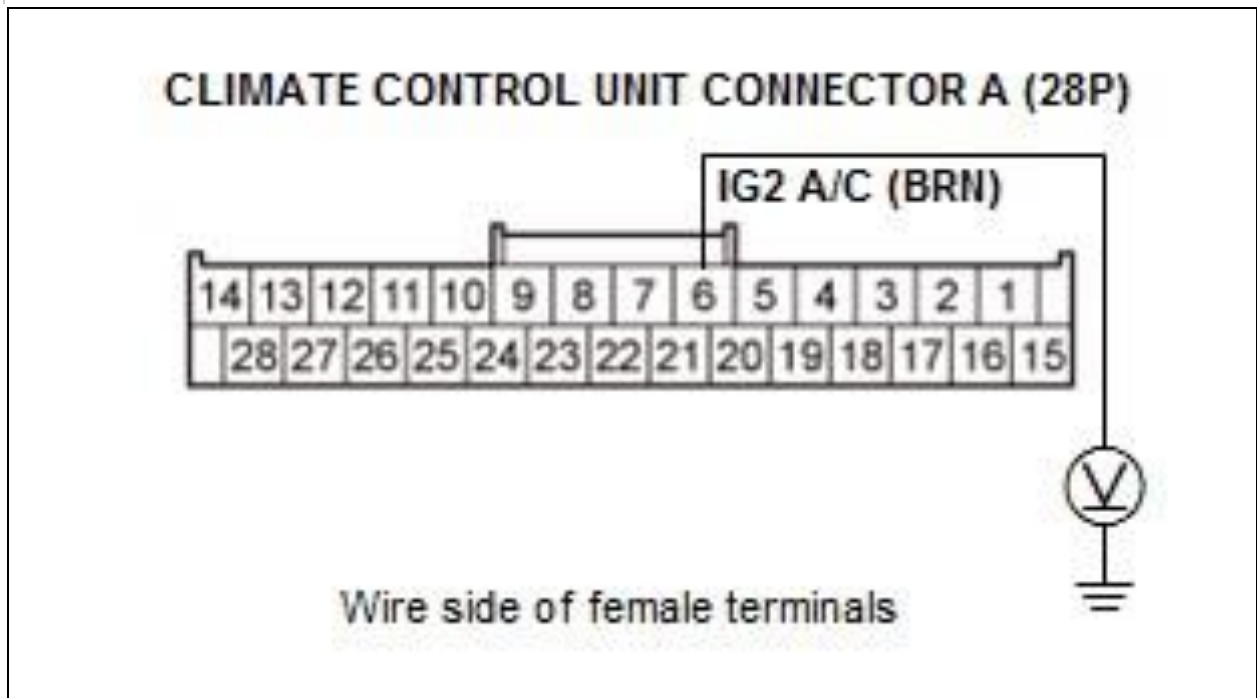 CLIMATE CONTROL UNIT CONNECTOR A (28P)
IG2 A/C (BRN)
14 13 12 11 10 9 8 7 6 5 4 3 2 1
28 27 26 25 24 23 22 21 20 19 18 17 16 15
V
Wire side of female terminals